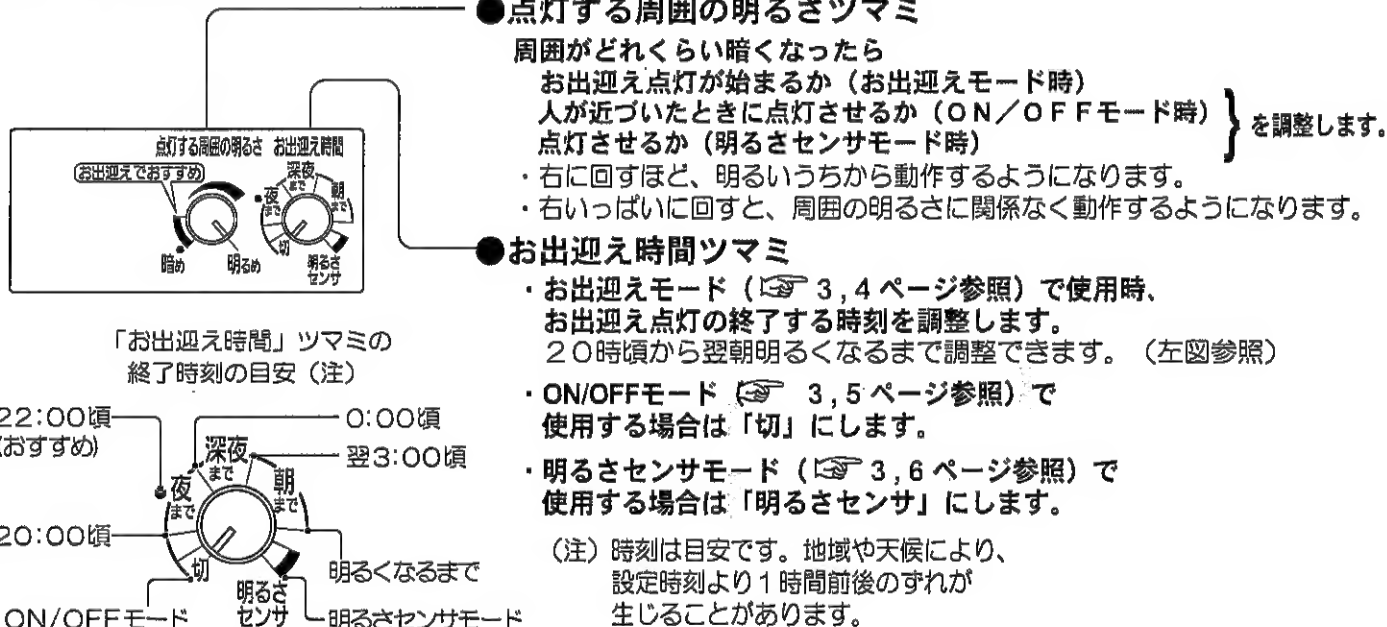 ●点灯する周囲の明るさツマミ
周囲がどれくらい暗くなったら
お出迎え点灯が始まるか（お出迎えモード時）
人が近づいたときに点灯させるか（ON／OFFモード時）
点灯させるか（明るさセンサモード時）
}を調整します。
・右に回すほど、明るいうちから動作するようになります。
・右いっぱいに回すと、周囲の明るさに関係なく動作するようになります。
点灯する周囲の明るさ お出迎え時間
お出迎えでおすすめ
暗め 明るめ
切
夜まで
深夜まで
朝まで
明るさセンサ
●お出迎え時間ツマミ
・お出迎えモード（☞ 3,4 ページ参照）で使用時、
お出迎え点灯の終了する時刻を調整します。
20時頃から翌朝明るくなるまで調整できます。（左図参照）
・ON/OFFモード（☞ 3,5 ページ参照）で
使用する場合は「切」にします。
・明るさセンサモード（☞ 3,6 ページ参照）で
使用する場合は「明るさセンサ」にします。
（注）時刻は目安です。地域や天候により、
設定時刻より1時間前後のずれが
生じることがあります。
「お出迎え時間」ツマミの
終了時刻の目安（注）
22:00頃
(おすすめ)
0:00頃
翌3:00頃
20:00頃
明るくなるまで
ON/OFFモード
明るさセンサモード
切
夜まで
深夜まで
朝まで
明るさ
センサ